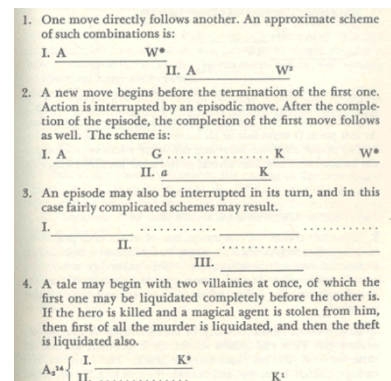 1. One move directly follows another. An approximate scheme
of such combinations is:
I. A W*
II. A W²
2. A new move begins before the termination of the first one.
Action is interrupted by an episodic move. After the comple-
tion of the episode, the completion of the first move follows
as well. The scheme is:
I. A G . . . . . . . . . . . . K W*
II. a K
3. An episode may also be interrupted in its turn, and in this
case fairly complicated schemes may result.
I. . . . . . . . . . . . . . . . . . . . .
II. . . . . . . . . . .
III.
4. A tale may begin with two villainies at once, of which the
first one may be liquidated completely before the other is.
If the hero is killed and a magical agent is stolen from him,
then first of all the murder is liquidated, and then the theft
is liquidated also.
I. K⁹
II. . . . . . . . . . . . . . K¹